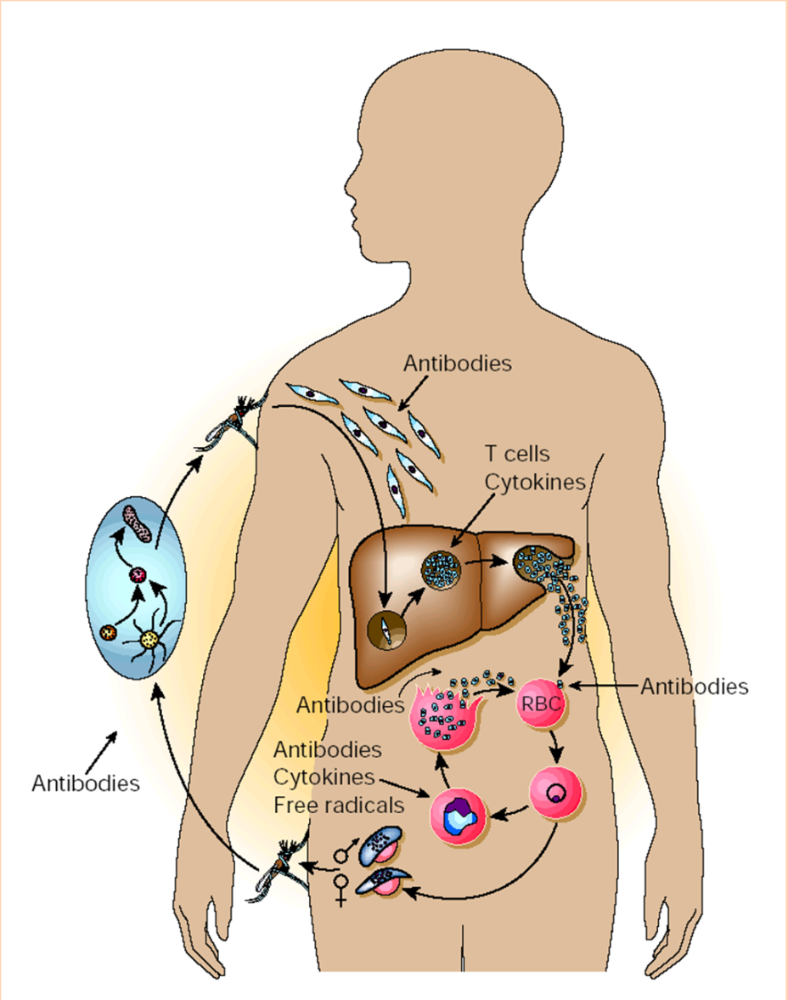 Antibodies
T cells
Cytokines
Antibodies
RBC
Antibodies
Antibodies
Cytokines
Free radicals
Antibodies
♂
♀